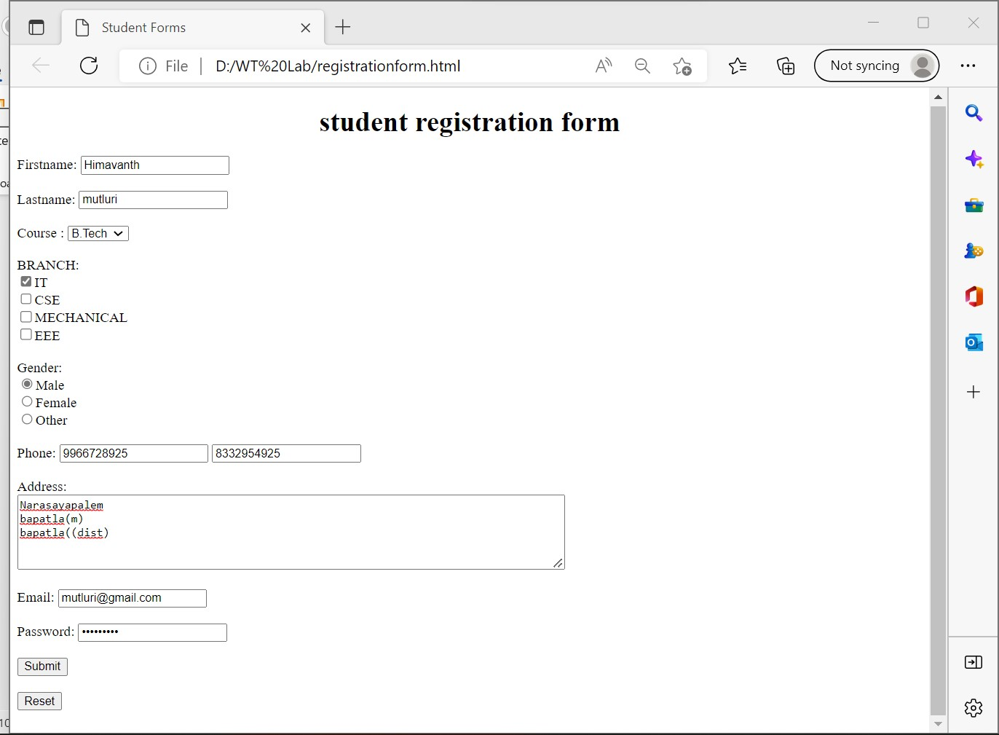 Student Forms
File D:/WT%20Lab/registrationform.html Not syncing
student registration form
Firstname: Himavanth
Lastname: mutluri
Course : B.Tech
BRANCH:
IT
CSE
MECHANICAL
EEE
Gender:
Male
Female
Other
Phone: 9966728925 8332954925
Address:
Narasayapalem
bapatla(m)
bapatla((dist)
Email: mutluri@gmail.com
Password: •••••••••
Submit
Reset